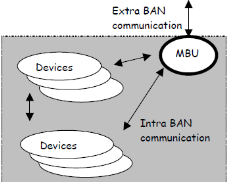 Extra BAN
communication
MBU
Devices
Intra BAN
communication
Devices